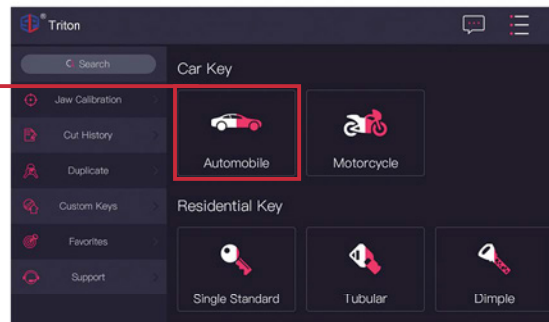 Triton
Search
Jaw Calibration
Cut History
Duplicate
Custom Keys
Favorites
Support
Car Key
Automobile
Motorcycle
Residential Key
Single Standard
Tubular
Dimple